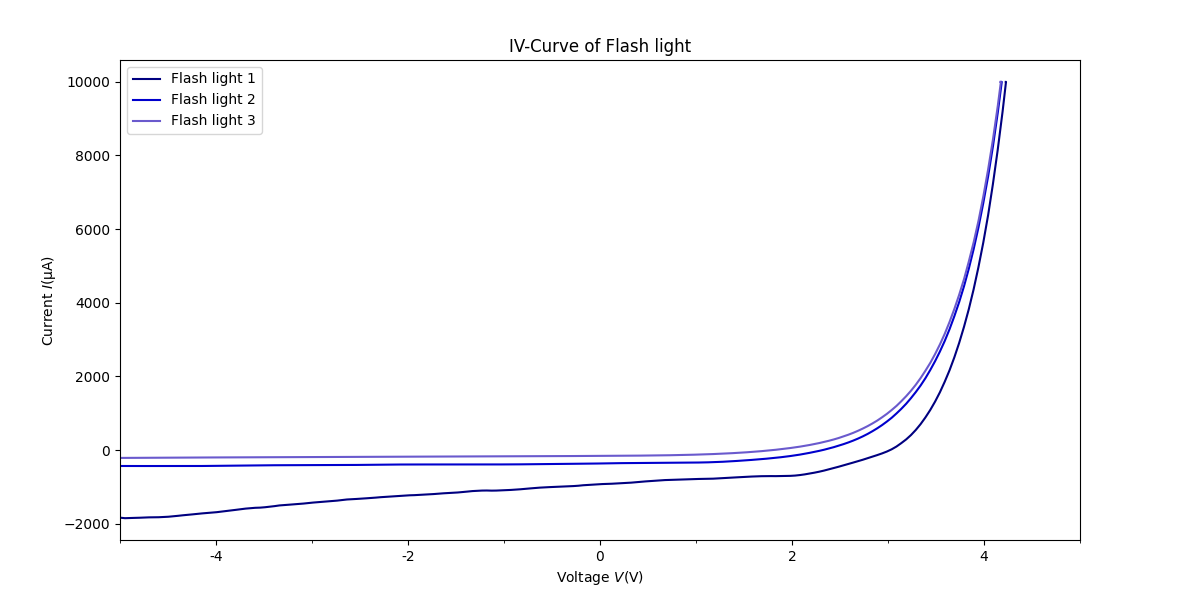 IV-Curve of Flash light
Flash light 1
Flash light 2
Flash light 3
10000
8000
6000
4000
2000
0
−2000
Current I(µA)
-4
-2
0
2
4
Voltage V(V)